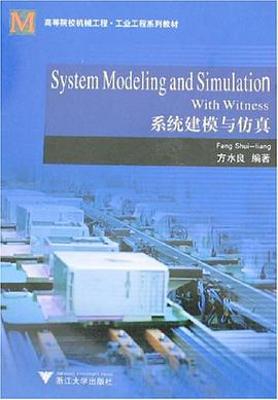 M 高等院校机械工程·工业工程系列教材
System Modeling and Simulation
With Witness
系统建模与仿真
Fang Shui-liang
方水良 编著
浙江大学出版社